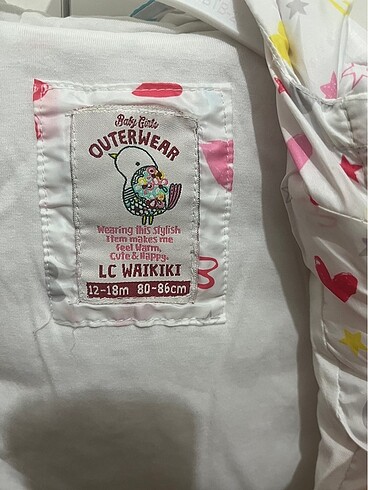 Baby Girls
OUTERWEAR
Wearing this stylish
Item makes me
feel Warm,
Cute & Happy.
LC WAIKIKI
12-18m 80-86cm